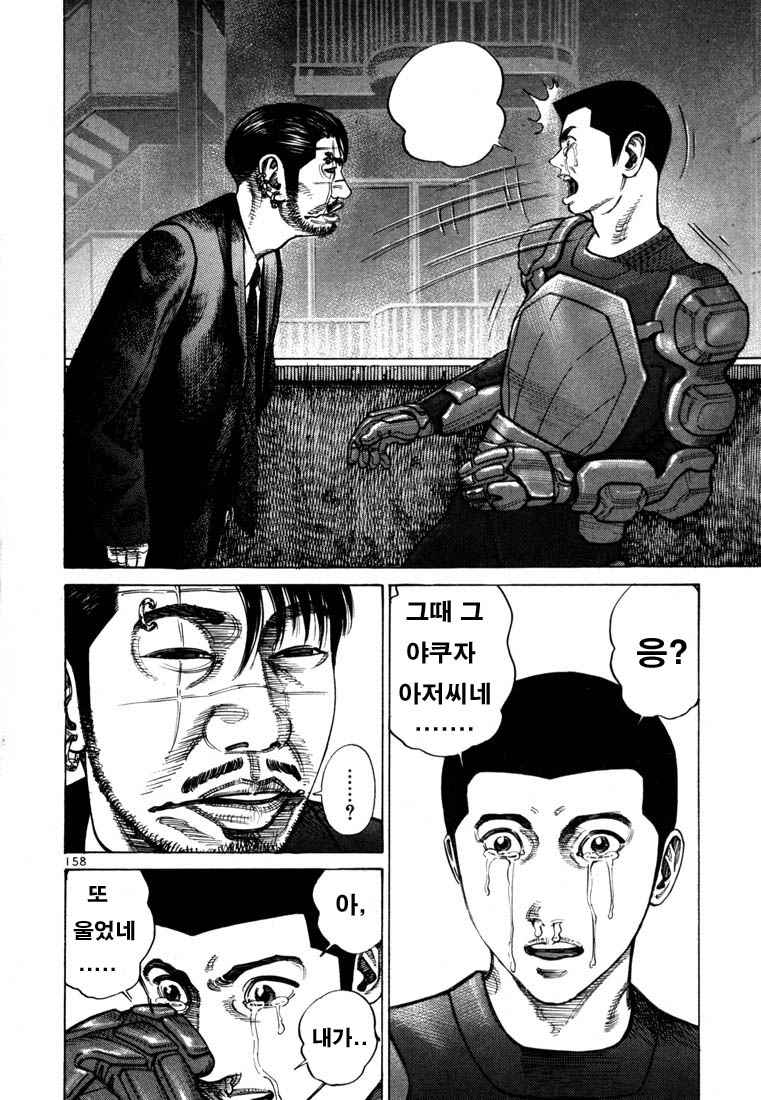 응?
그때 그
야쿠자
아저씨네
.......
......?
158
아,
내가..
또
울었네
.....